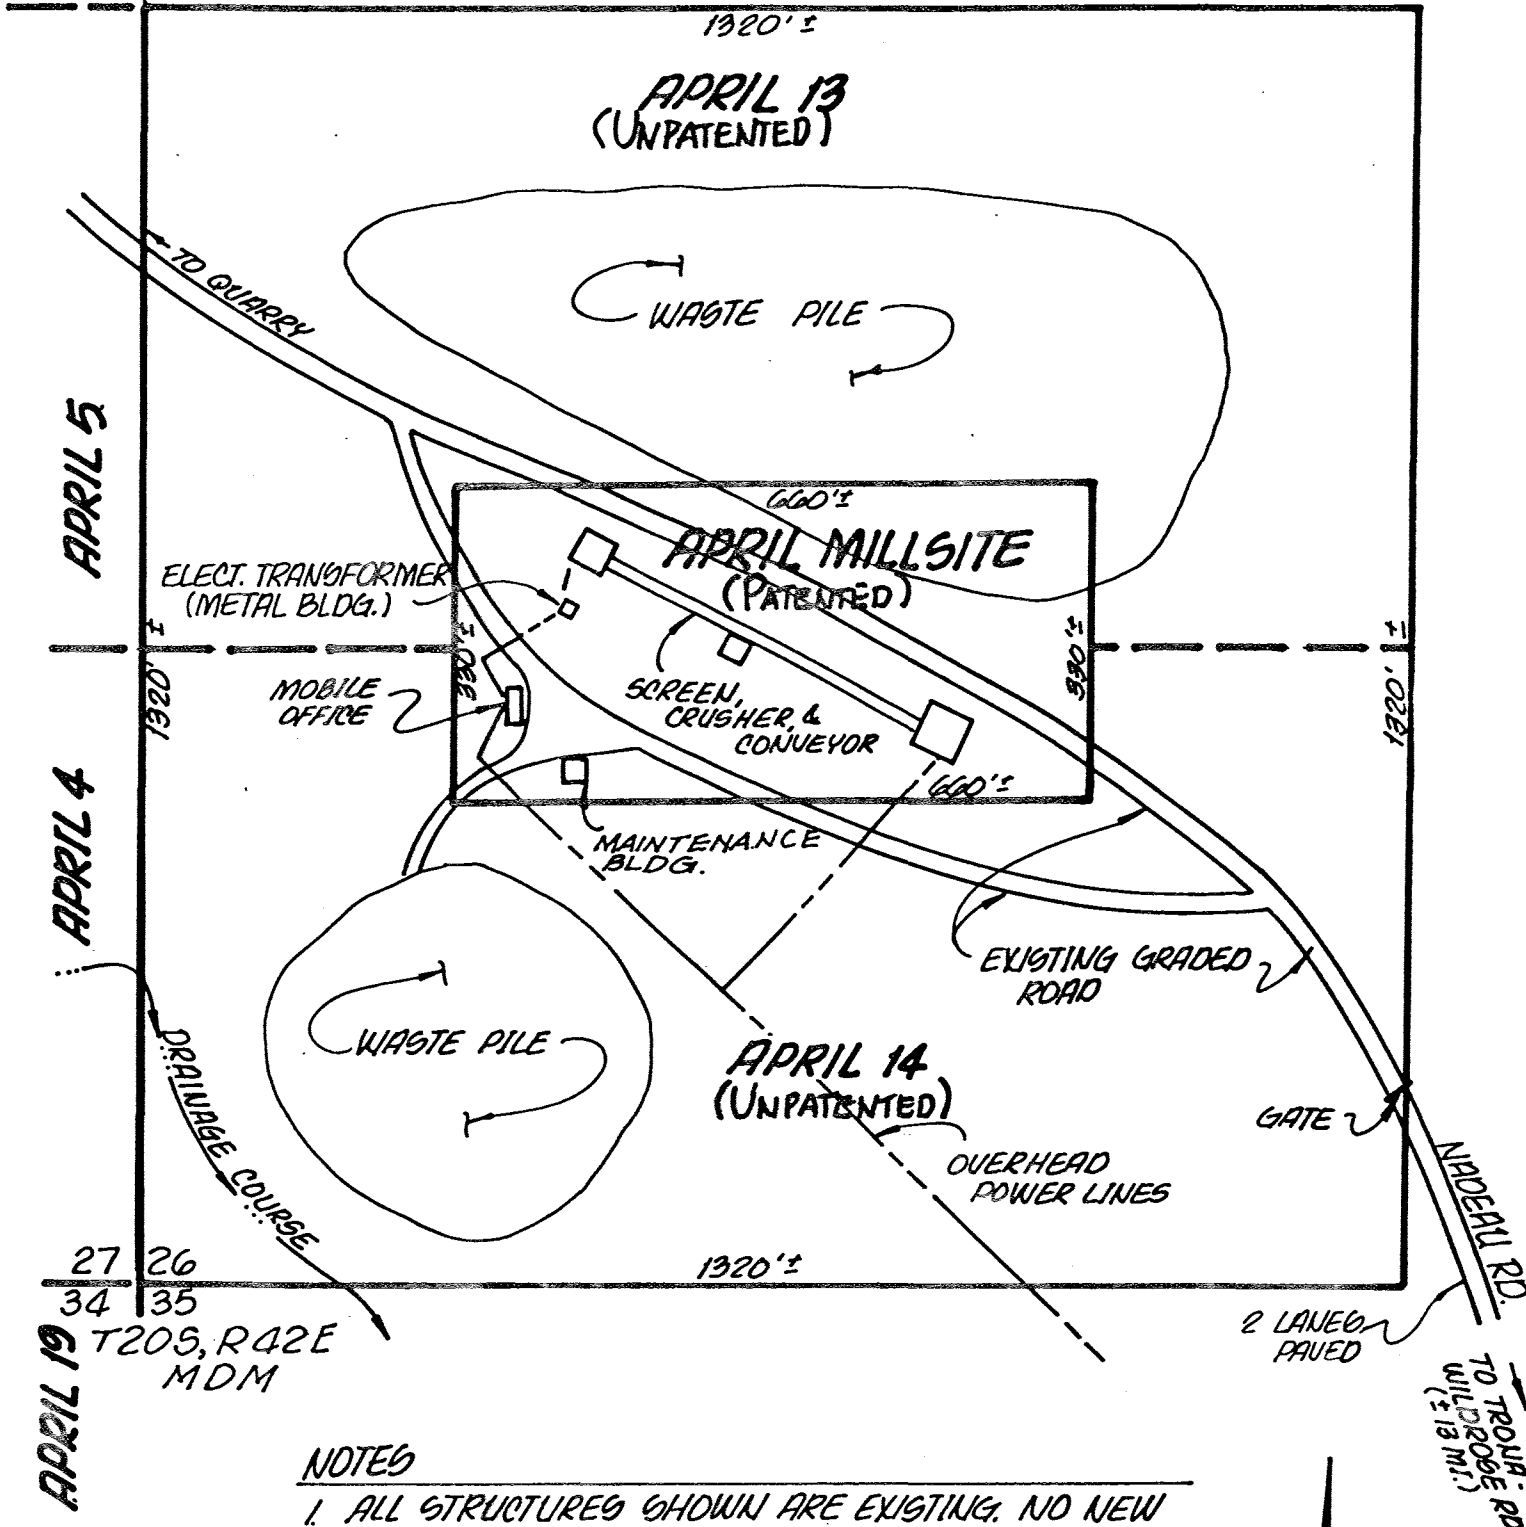 1320'±
APRIL 13
(UNPATENTED)
TO QUARRY
WASTE PILE
APRIL 5
660'±
APRIL MILLSITE
(PATENTED)
ELECT. TRANSFORMER
(METAL BLDG.)
330'±
330'±
1320'±
1320'±
MOBILE
OFFICE
SCREEN,
CRUSHER, &
CONVEYOR
660'±
APRIL 4
MAINTENANCE
BLDG.
EXISTING GRADED
ROAD
WASTE PILE
APRIL 14
(UNPATENTED)
GATE
DRAINAGE COURSE
OVERHEAD
POWER LINES
NADEAU RD.
27 26
1320'±
34 35
T20S, R42E
MDM
2 LANES
PAVED
APRIL 19
TO TRONA-
WILDROSE RD
(±13 MI.)
NOTES
1. ALL STRUCTURES SHOWN ARE EXISTING. NO NEW